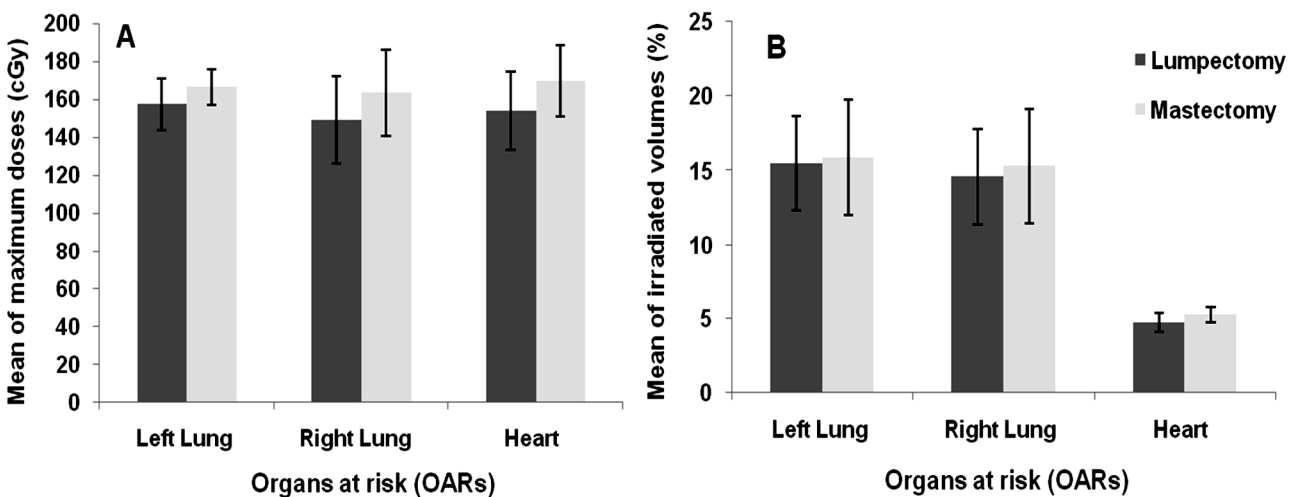 A
Mean of maximum doses (cGy)
200
180
160
140
120
100
80
60
40
20
0
Left Lung
Right Lung
Heart
Organs at risk (OARs)
B
Mean of irradiated volumes (%)
25
20
15
10
5
0
Lumpectomy
Mastectomy
Left Lung
Right Lung
Heart
Organs at risk (OARs)